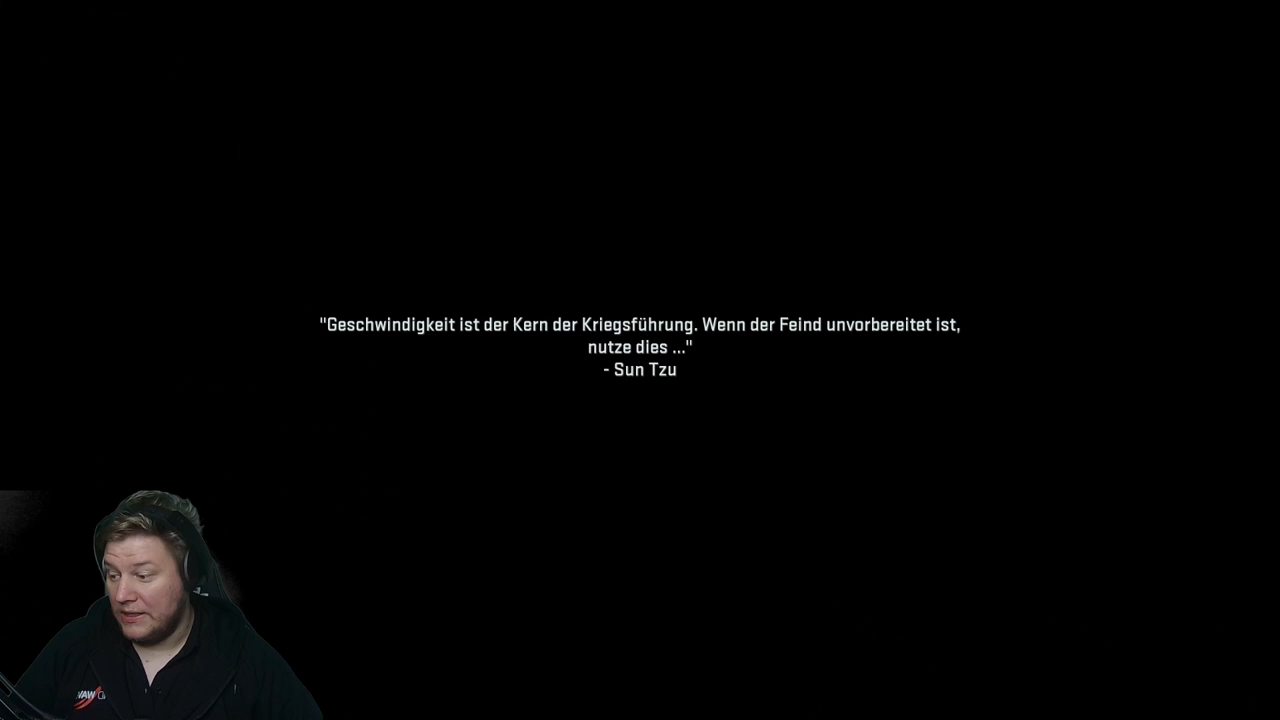 "Geschwindigkeit ist der Kern der Kriegsführung. Wenn der Feind unvorbereitet ist,
nutze dies ..."
- Sun Tzu